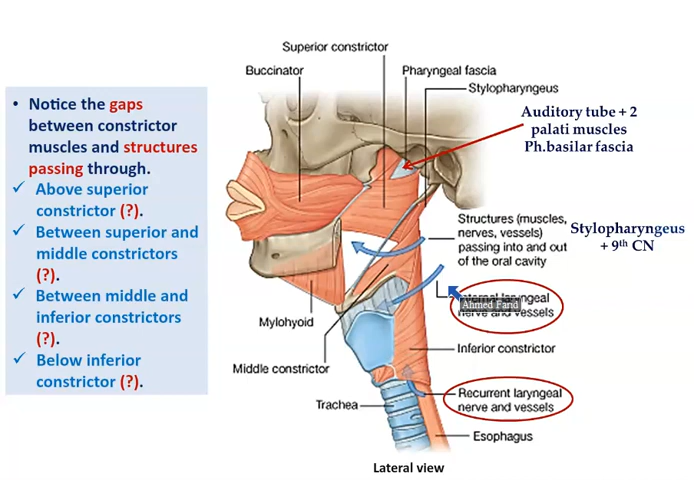 • Notice the gaps
between constrictor
muscles and structures
passing through.
✓ Above superior
constrictor (?).
✓ Between superior and
middle constrictors
(?).
✓ Between middle and
inferior constrictors
(?).
✓ Below inferior
constrictor (?).
Superior constrictor
Buccinator
Pharyngeal fascia
Stylopharyngeus
Auditory tube + 2
palati muscles
Ph.basilar fascia
Structures (muscles,
nerves, vessels)
passing into and out
of the oral cavity
Stylopharyngeus
+ 9th CN
Internal laryngeal
Ahmed Farid
nerve and vessels
Mylohyoid
Inferior constrictor
Middle constrictor
Recurrent laryngeal
nerve and vessels
Trachea
Esophagus
Lateral view